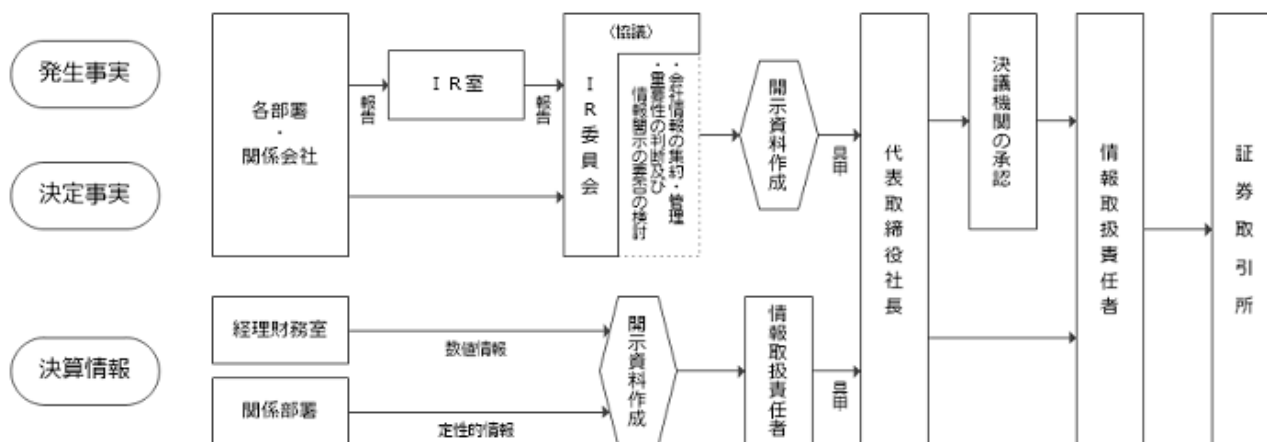 発生事実
決定事実
決算情報
各部署
・
関係会社
報告
ＩＲ室
報告
〈協議〉
ＩＲ委員会
・会社情報の集約・管理
・重要性の判断及び
情報開示の要否の検討
開示資料作成
具申
代表取締役社長
決議機関の承認
情報取扱責任者
証券取引所
経理財務室
数値情報
関係部署
定性的情報
開示資料作成
情報取扱責任者
具申